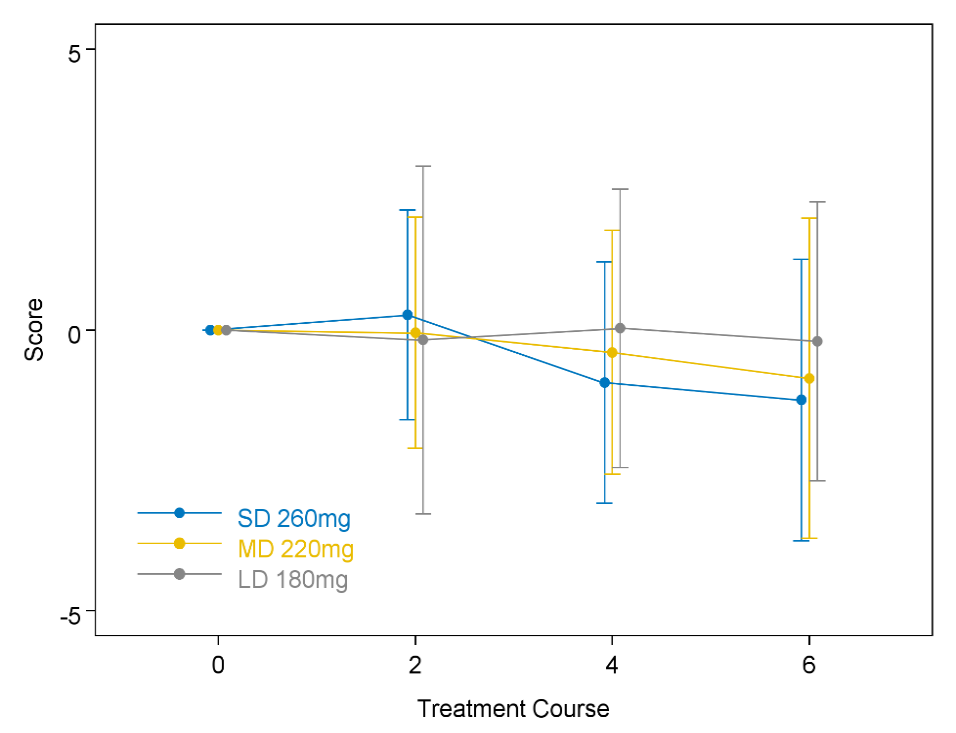 5
0
-5
Score
SD 260mg
MD 220mg
LD 180mg
0 2 4 6
Treatment Course